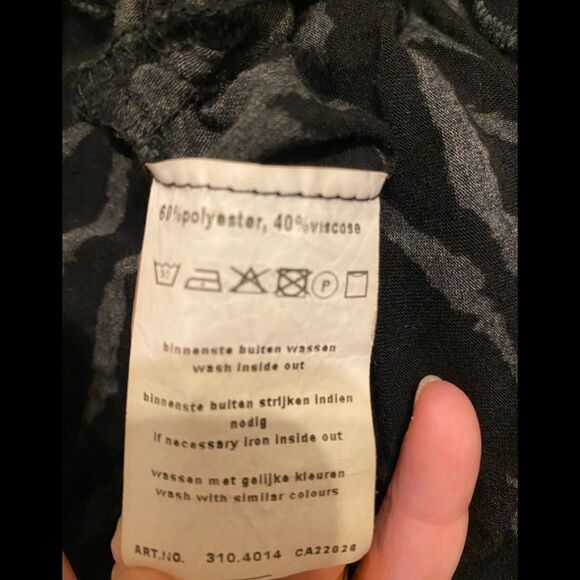 60%polyester, 40%viscose
30 P
binnenste buiten wassen
wash inside out
binnenste buiten strijken indien
nodig
if necessary iron inside out
wassen met gelijke kleuren
wash with similar colours
ART.NO. 310.4014 CA22026